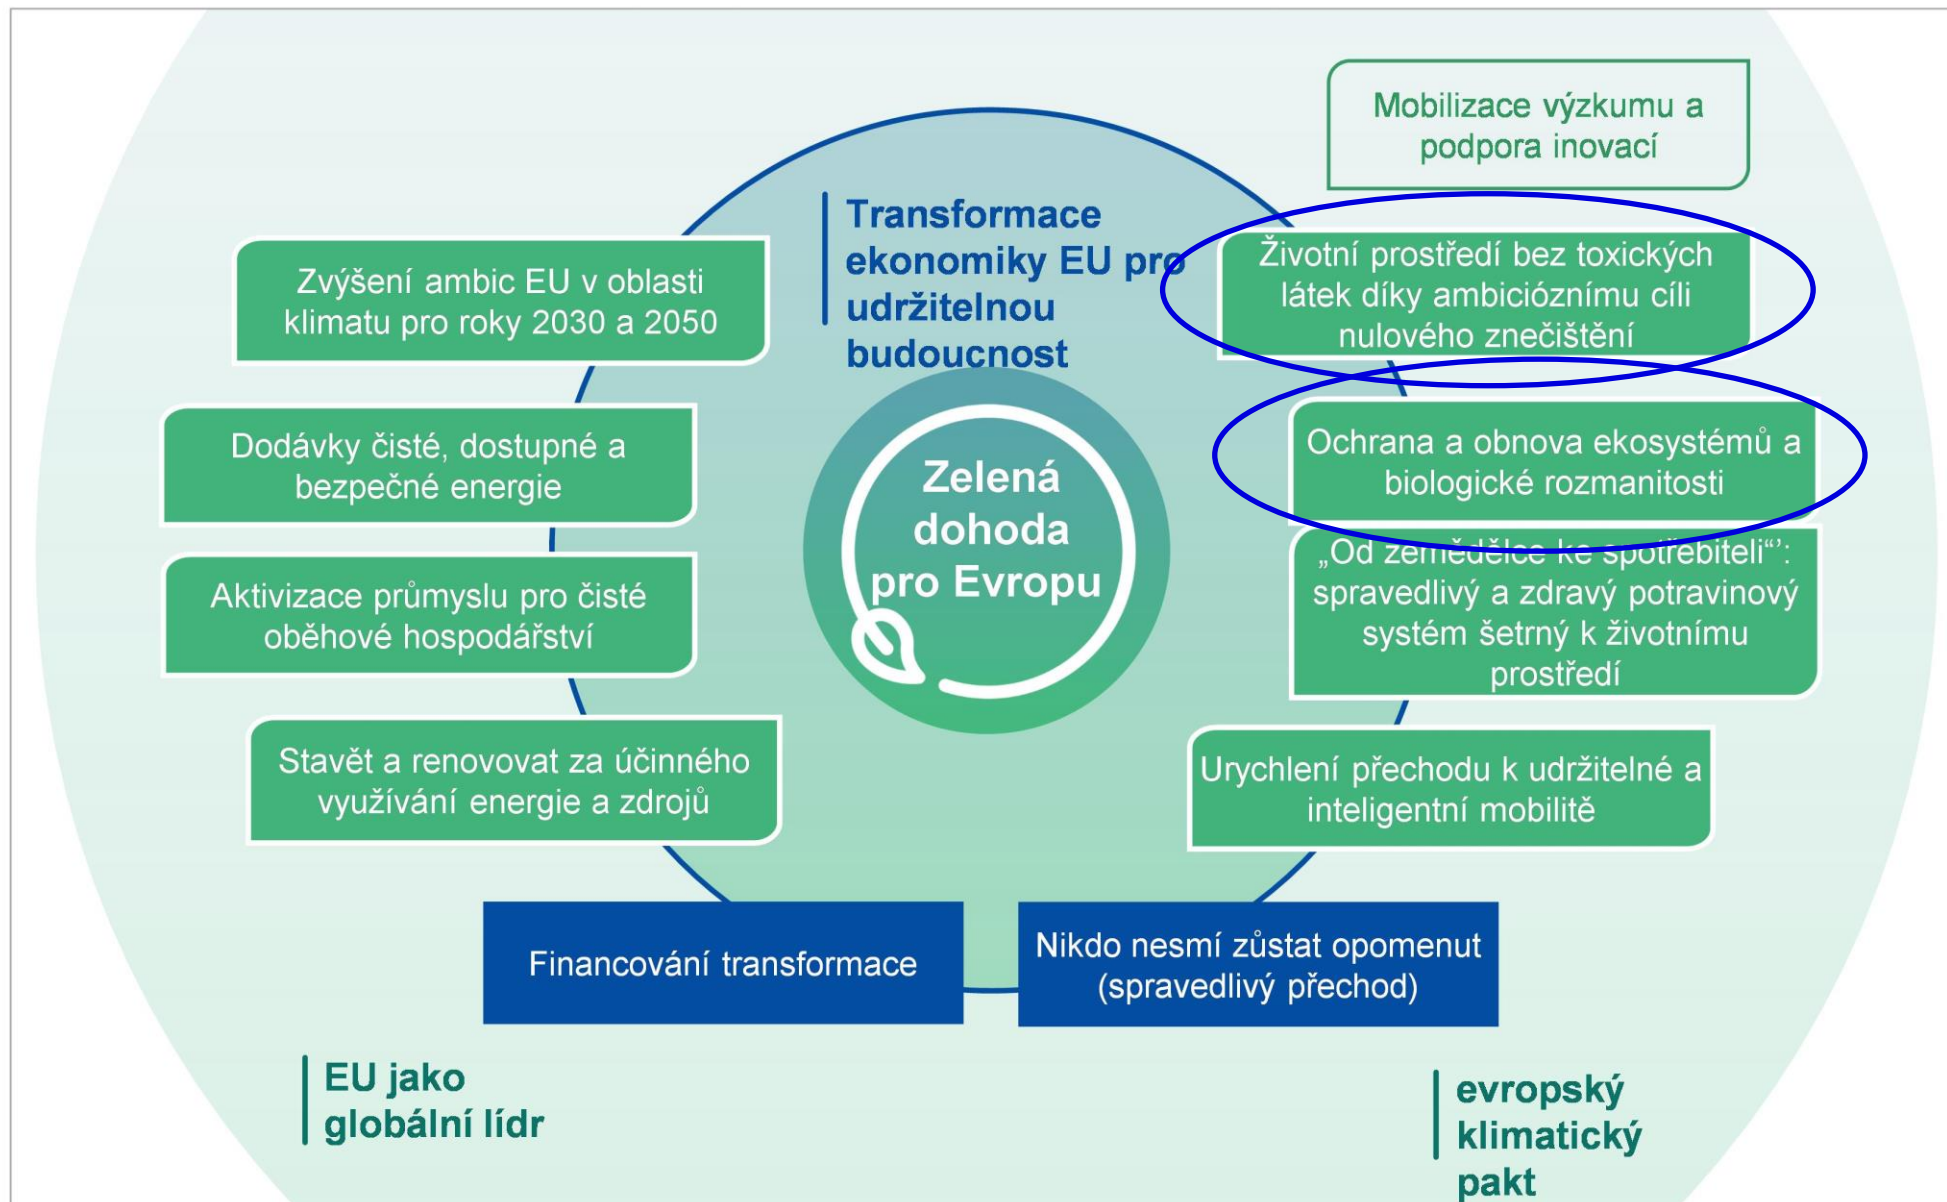 Mobilizace výzkumu a
podpora inovací
Transformace
ekonomiky EU pro
udržitelnou
budoucnost
Zvýšení ambic EU v oblasti
klimatu pro roky 2030 a 2050
Životní prostředí bez toxických
látek díky ambicióznímu cíli
nulového znečištění
Dodávky čisté, dostupné a
bezpečné energie
Ochrana a obnova ekosystémů a
biologické rozmanitosti
Zelená
dohoda
pro Evropu
Aktivizace průmyslu pro čisté
oběhové hospodářství
„Od zemědělce ke spotřebiteli“’:
spravedlivý a zdravý potravinový
systém šetrný k životnímu
prostředí
Stavět a renovovat za účinného
využívání energie a zdrojů
Urychlení přechodu k udržitelné a
inteligentní mobilitě
Financování transformace
Nikdo nesmí zůstat opomenut
(spravedlivý přechod)
EU jako
globální lídr
evropský
klimatický
pakt